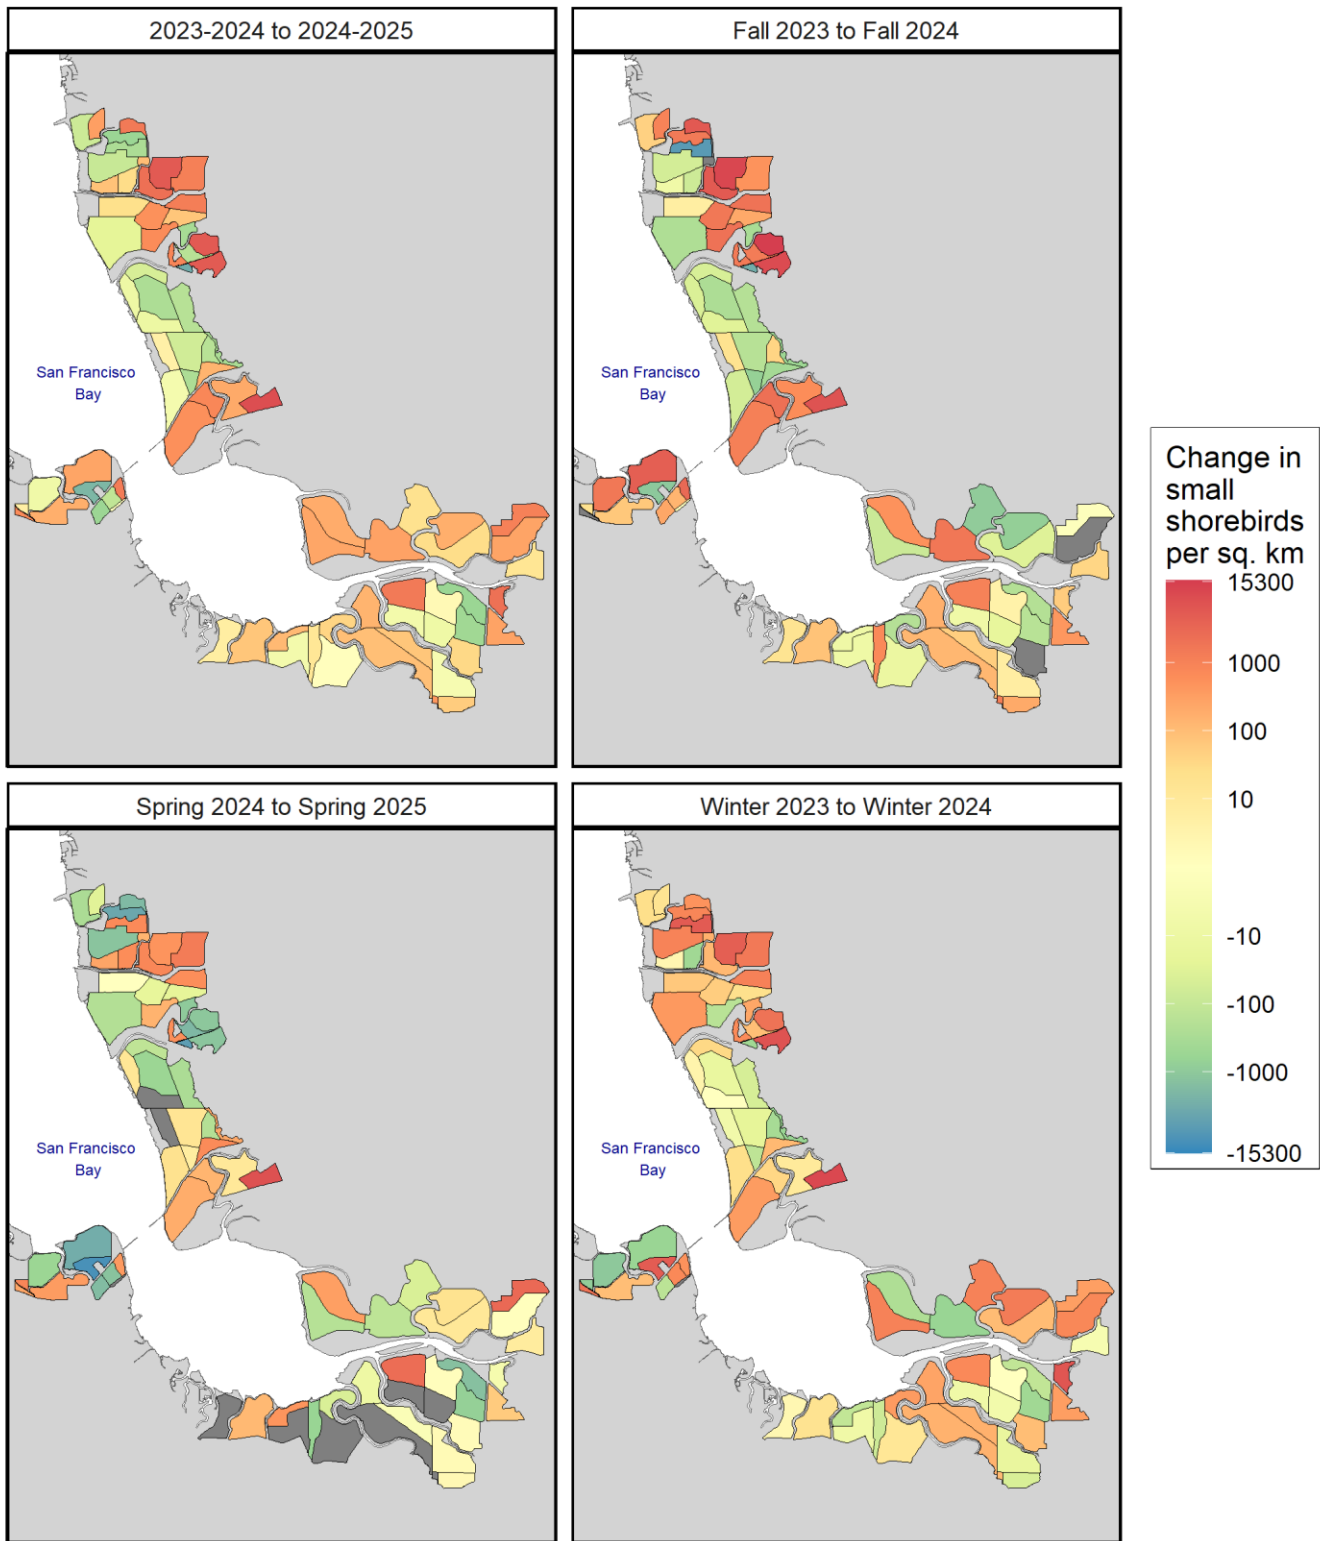 2023-2024 to 2024-2025
Fall 2023 to Fall 2024
San Francisco
Bay
San Francisco
Bay
Spring 2024 to Spring 2025
Winter 2023 to Winter 2024
San Francisco
Bay
San Francisco
Bay
Change in
small
shorebirds
per sq. km
15300
1000
100
10
-10
-100
-1000
-15300